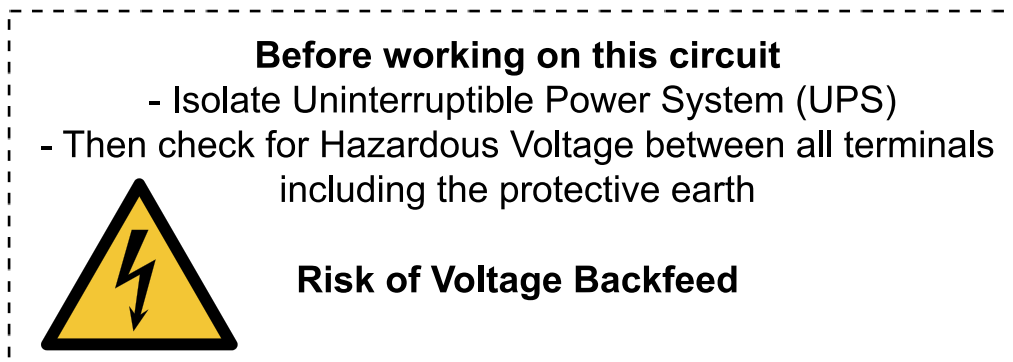 Before working on this circuit
- Isolate Uninterruptible Power System (UPS)
- Then check for Hazardous Voltage between all terminals
including the protective earth
Risk of Voltage Backfeed